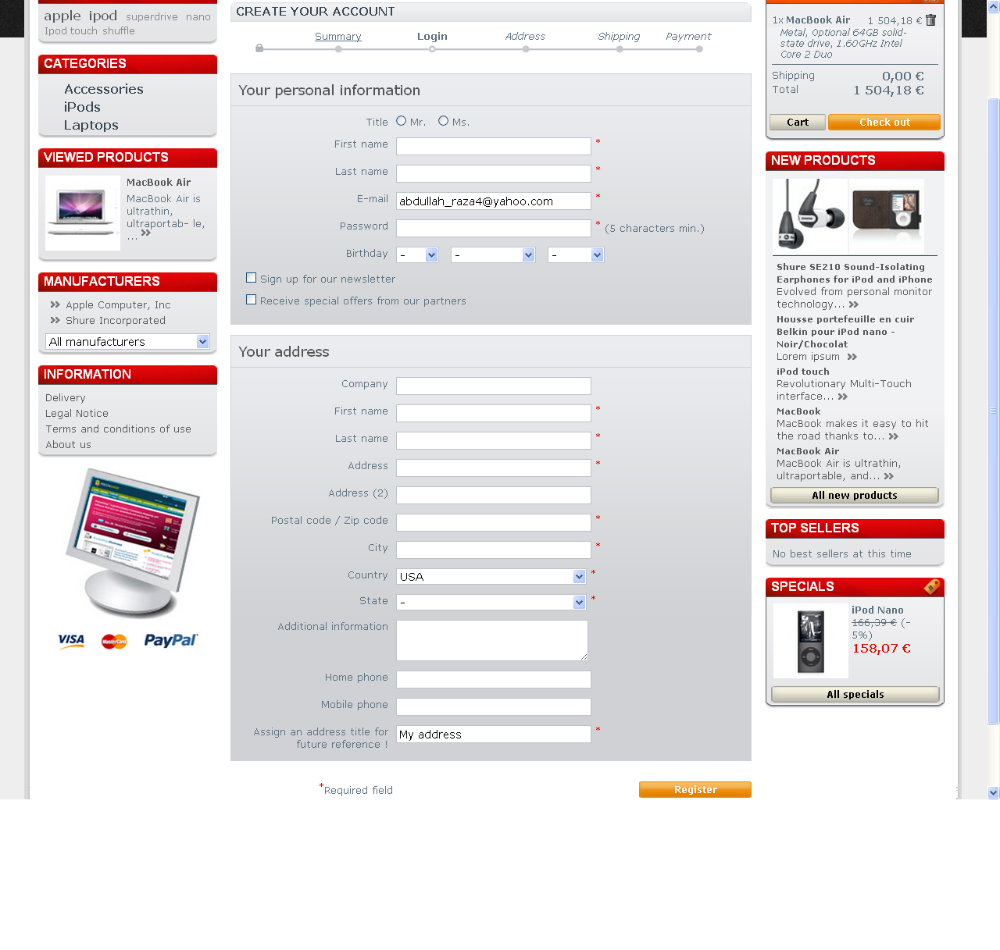 apple ipod superdrive nano
Ipod touch shuffle
CATEGORIES
Accessories
iPods
Laptops
VIEWED PRODUCTS
MacBook Air
MacBook Air is
ultrathin,
ultraportab- le,
...
MANUFACTURERS
Apple Computer, Inc
Shure Incorporated
All manufacturers
INFORMATION
Delivery
Legal Notice
Terms and conditions of use
About us
VISA MasterCard PayPal
CREATE YOUR ACCOUNT
Summary Login Address Shipping Payment
Your personal information
Title Mr. Ms.
First name *
Last name *
E-mail abdullah_raza4@yahoo.com *
Password * (5 characters min.)
Birthday - - -
Sign up for our newsletter
Receive special offers from our partners
Your address
Company
First name *
Last name *
Address *
Address (2)
Postal code / Zip code *
City *
Country USA *
State - *
Additional information
Home phone
Mobile phone
Assign an address title for
future reference ! My address *
*Required field Register
1x MacBook Air 1 504,18 €
Metal, Optional 64GB solid-
state drive, 1.60GHz Intel
Core 2 Duo
Shipping 0,00 €
Total 1 504,18 €
Cart Check out
NEW PRODUCTS
Shure SE210 Sound-Isolating
Earphones for iPod and iPhone
Evolved from personal monitor
technology...
Housse portefeuille en cuir
Belkin pour iPod nano -
Noir/Chocolat
Lorem ipsum
iPod touch
Revolutionary Multi-Touch
interface...
MacBook
MacBook makes it easy to hit
the road thanks to...
MacBook Air
MacBook Air is ultrathin,
ultraportable, and...
All new products
TOP SELLERS
No best sellers at this time
SPECIALS
iPod Nano
166,39 € (-
5%)
158,07 €
All specials